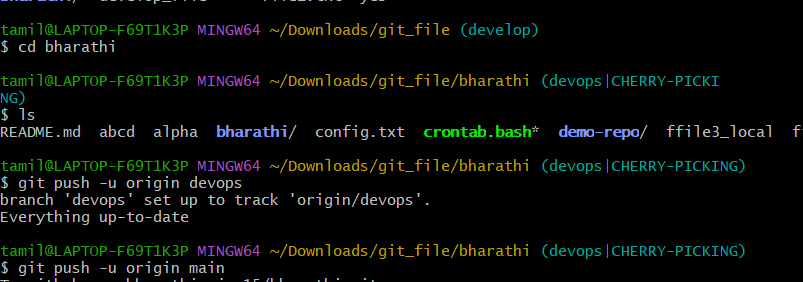 tamil@LAPTOP-F69T1K3P MINGW64 ~/Downloads/git_file (develop)
$ cd bharathi
tamil@LAPTOP-F69T1K3P MINGW64 ~/Downloads/git_file/bharathi (devops|CHERRY-PICKI
NG)
$ ls
README.md abcd alpha bharathi/ config.txt crontab.bash* demo-repo/ ffile3_local
tamil@LAPTOP-F69T1K3P MINGW64 ~/Downloads/git_file/bharathi (devops|CHERRY-PICKING)
$ git push -u origin devops
branch 'devops' set up to track 'origin/devops'.
Everything up-to-date
tamil@LAPTOP-F69T1K3P MINGW64 ~/Downloads/git_file/bharathi (devops|CHERRY-PICKING)
$ git push -u origin main